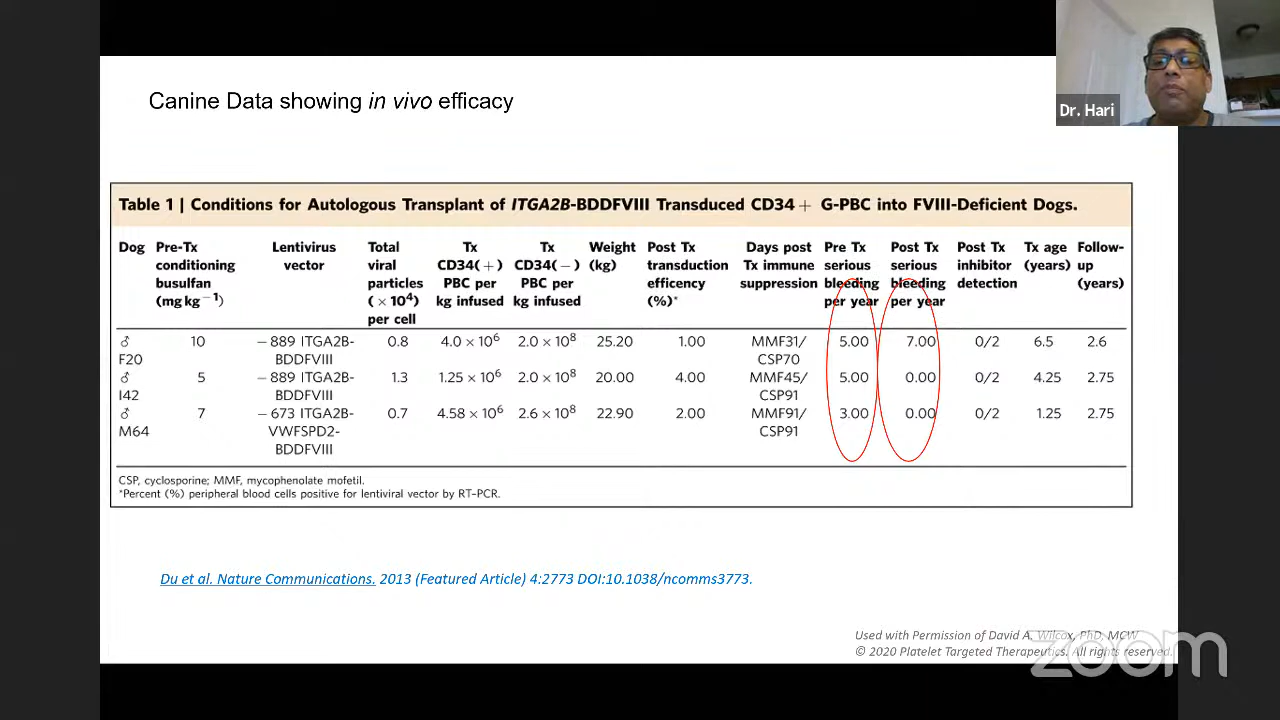 Dr. Hari
Canine Data showing in vivo efficacy
Table 1 | Conditions for Autologous Transplant of ITGA2B-BDDFVIII Transduced CD34+ G-PBC into FVIII-Deficient Dogs.
Dog Pre-Tx conditioning busulfan (mg kg⁻¹) Lentivirus vector Total viral particles (×10⁴) per cell Tx CD34(+) PBC per kg infused Tx CD34(−) PBC per kg infused Weight (kg) Post Tx transduction efficency (%)* Days post Tx immune suppression Pre Tx serious bleeding per year Post Tx serious bleeding per year Post Tx inhibitor detection Tx age (years) Follow-up (years)
♂ 10 −889 ITGA2B- 0.8 4.0 × 10⁶ 2.0 × 10⁸ 25.20 1.00 MMF31/ 5.00 7.00 0/2 6.5 2.6
F20 BDDFVIII CSP70
♂ 5 −889 ITGA2B- 1.3 1.25 × 10⁶ 2.0 × 10⁸ 20.00 4.00 MMF45/ 5.00 0.00 0/2 4.25 2.75
I42 BDDFVIII CSP91
♂ 7 −673 ITGA2B- 0.7 4.58 × 10⁶ 2.6 × 10⁸ 22.90 2.00 MMF91/ 3.00 0.00 0/2 1.25 2.75
M64 VWFSPD2- CSP91
BDDFVIII
CSP, cyclosporine; MMF, mycophenolate mofetil.
*Percent (%) peripheral blood cells positive for lentiviral vector by RT–PCR.
Du et al. Nature Communications. 2013 (Featured Article) 4:2773 DOI:10.1038/ncomms3773.
Used with Permission of David A. Wilcox, PhD, MCW
© 2020 Platelet Targeted Therapeutics. All rights reserved.
zoom